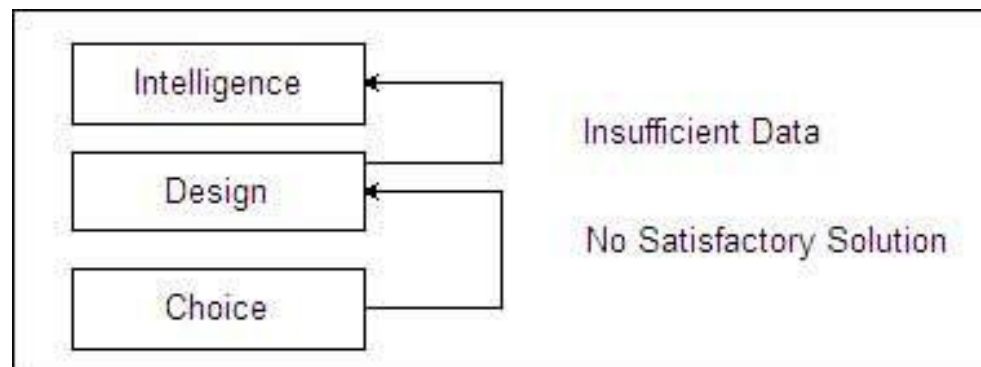 Intelligence
Insufficient Data
Design
No Satisfactory Solution
Choice